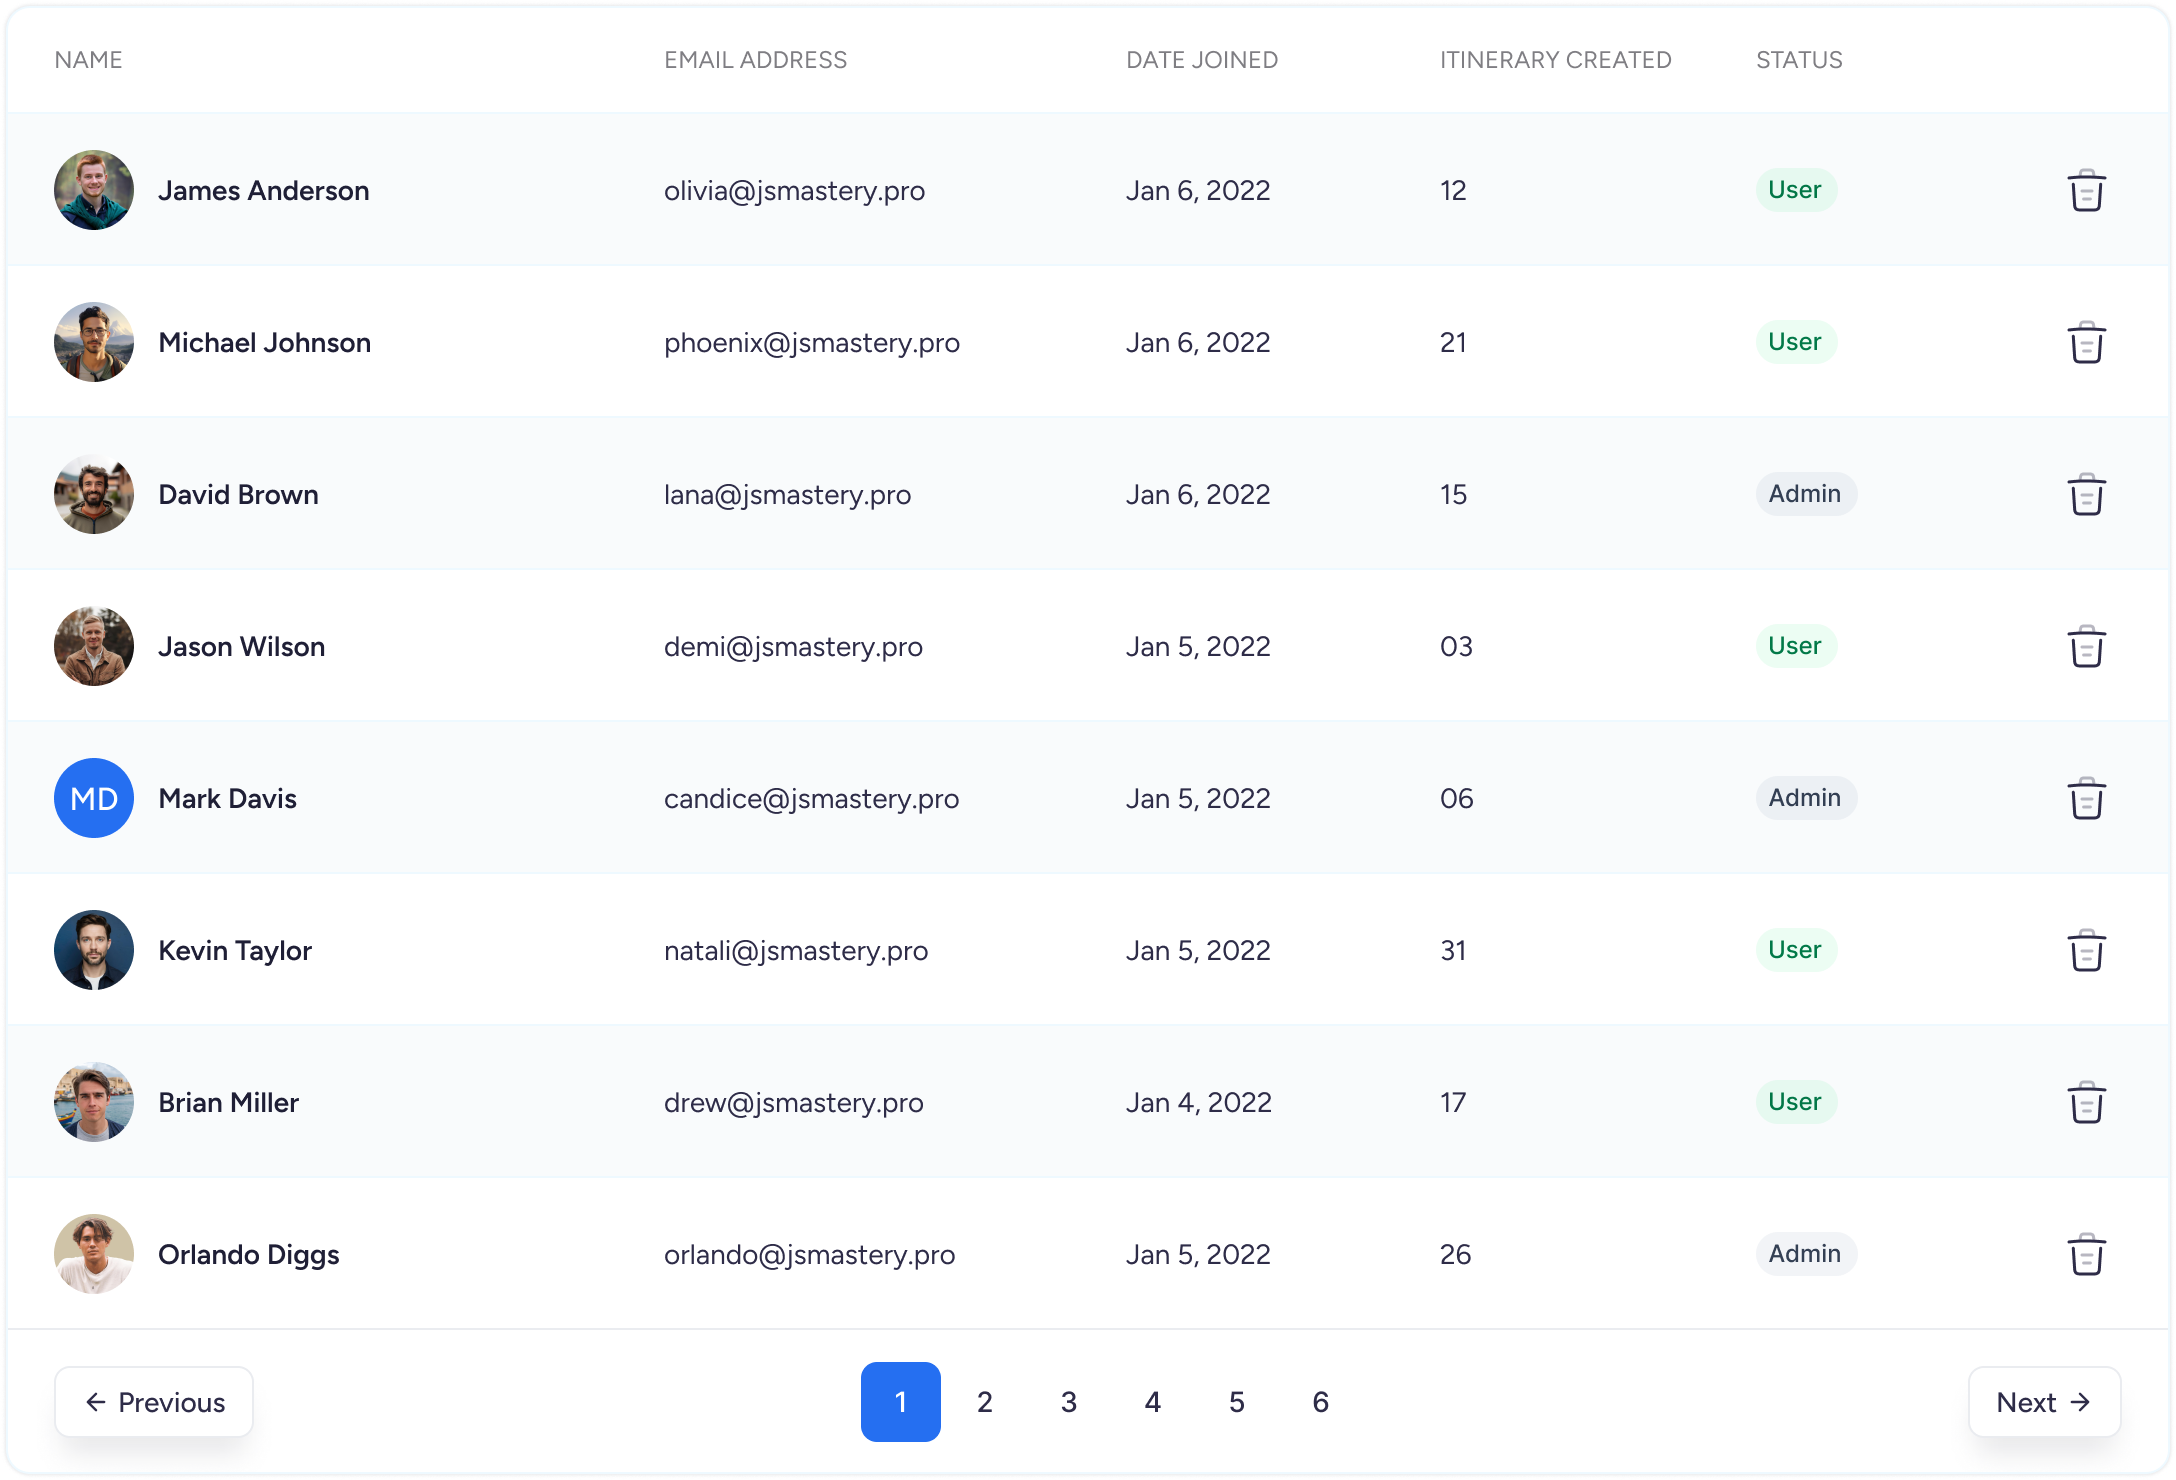 NAME EMAIL ADDRESS DATE JOINED ITINERARY CREATED STATUS
James Anderson olivia@jsmastery.pro Jan 6, 2022 12 User
Michael Johnson phoenix@jsmastery.pro Jan 6, 2022 21 User
David Brown lana@jsmastery.pro Jan 6, 2022 15 Admin
Jason Wilson demi@jsmastery.pro Jan 5, 2022 03 User
MD Mark Davis candice@jsmastery.pro Jan 5, 2022 06 Admin
Kevin Taylor natali@jsmastery.pro Jan 5, 2022 31 User
Brian Miller drew@jsmastery.pro Jan 4, 2022 17 User
Orlando Diggs orlando@jsmastery.pro Jan 5, 2022 26 Admin
← Previous 1 2 3 4 5 6 Next →